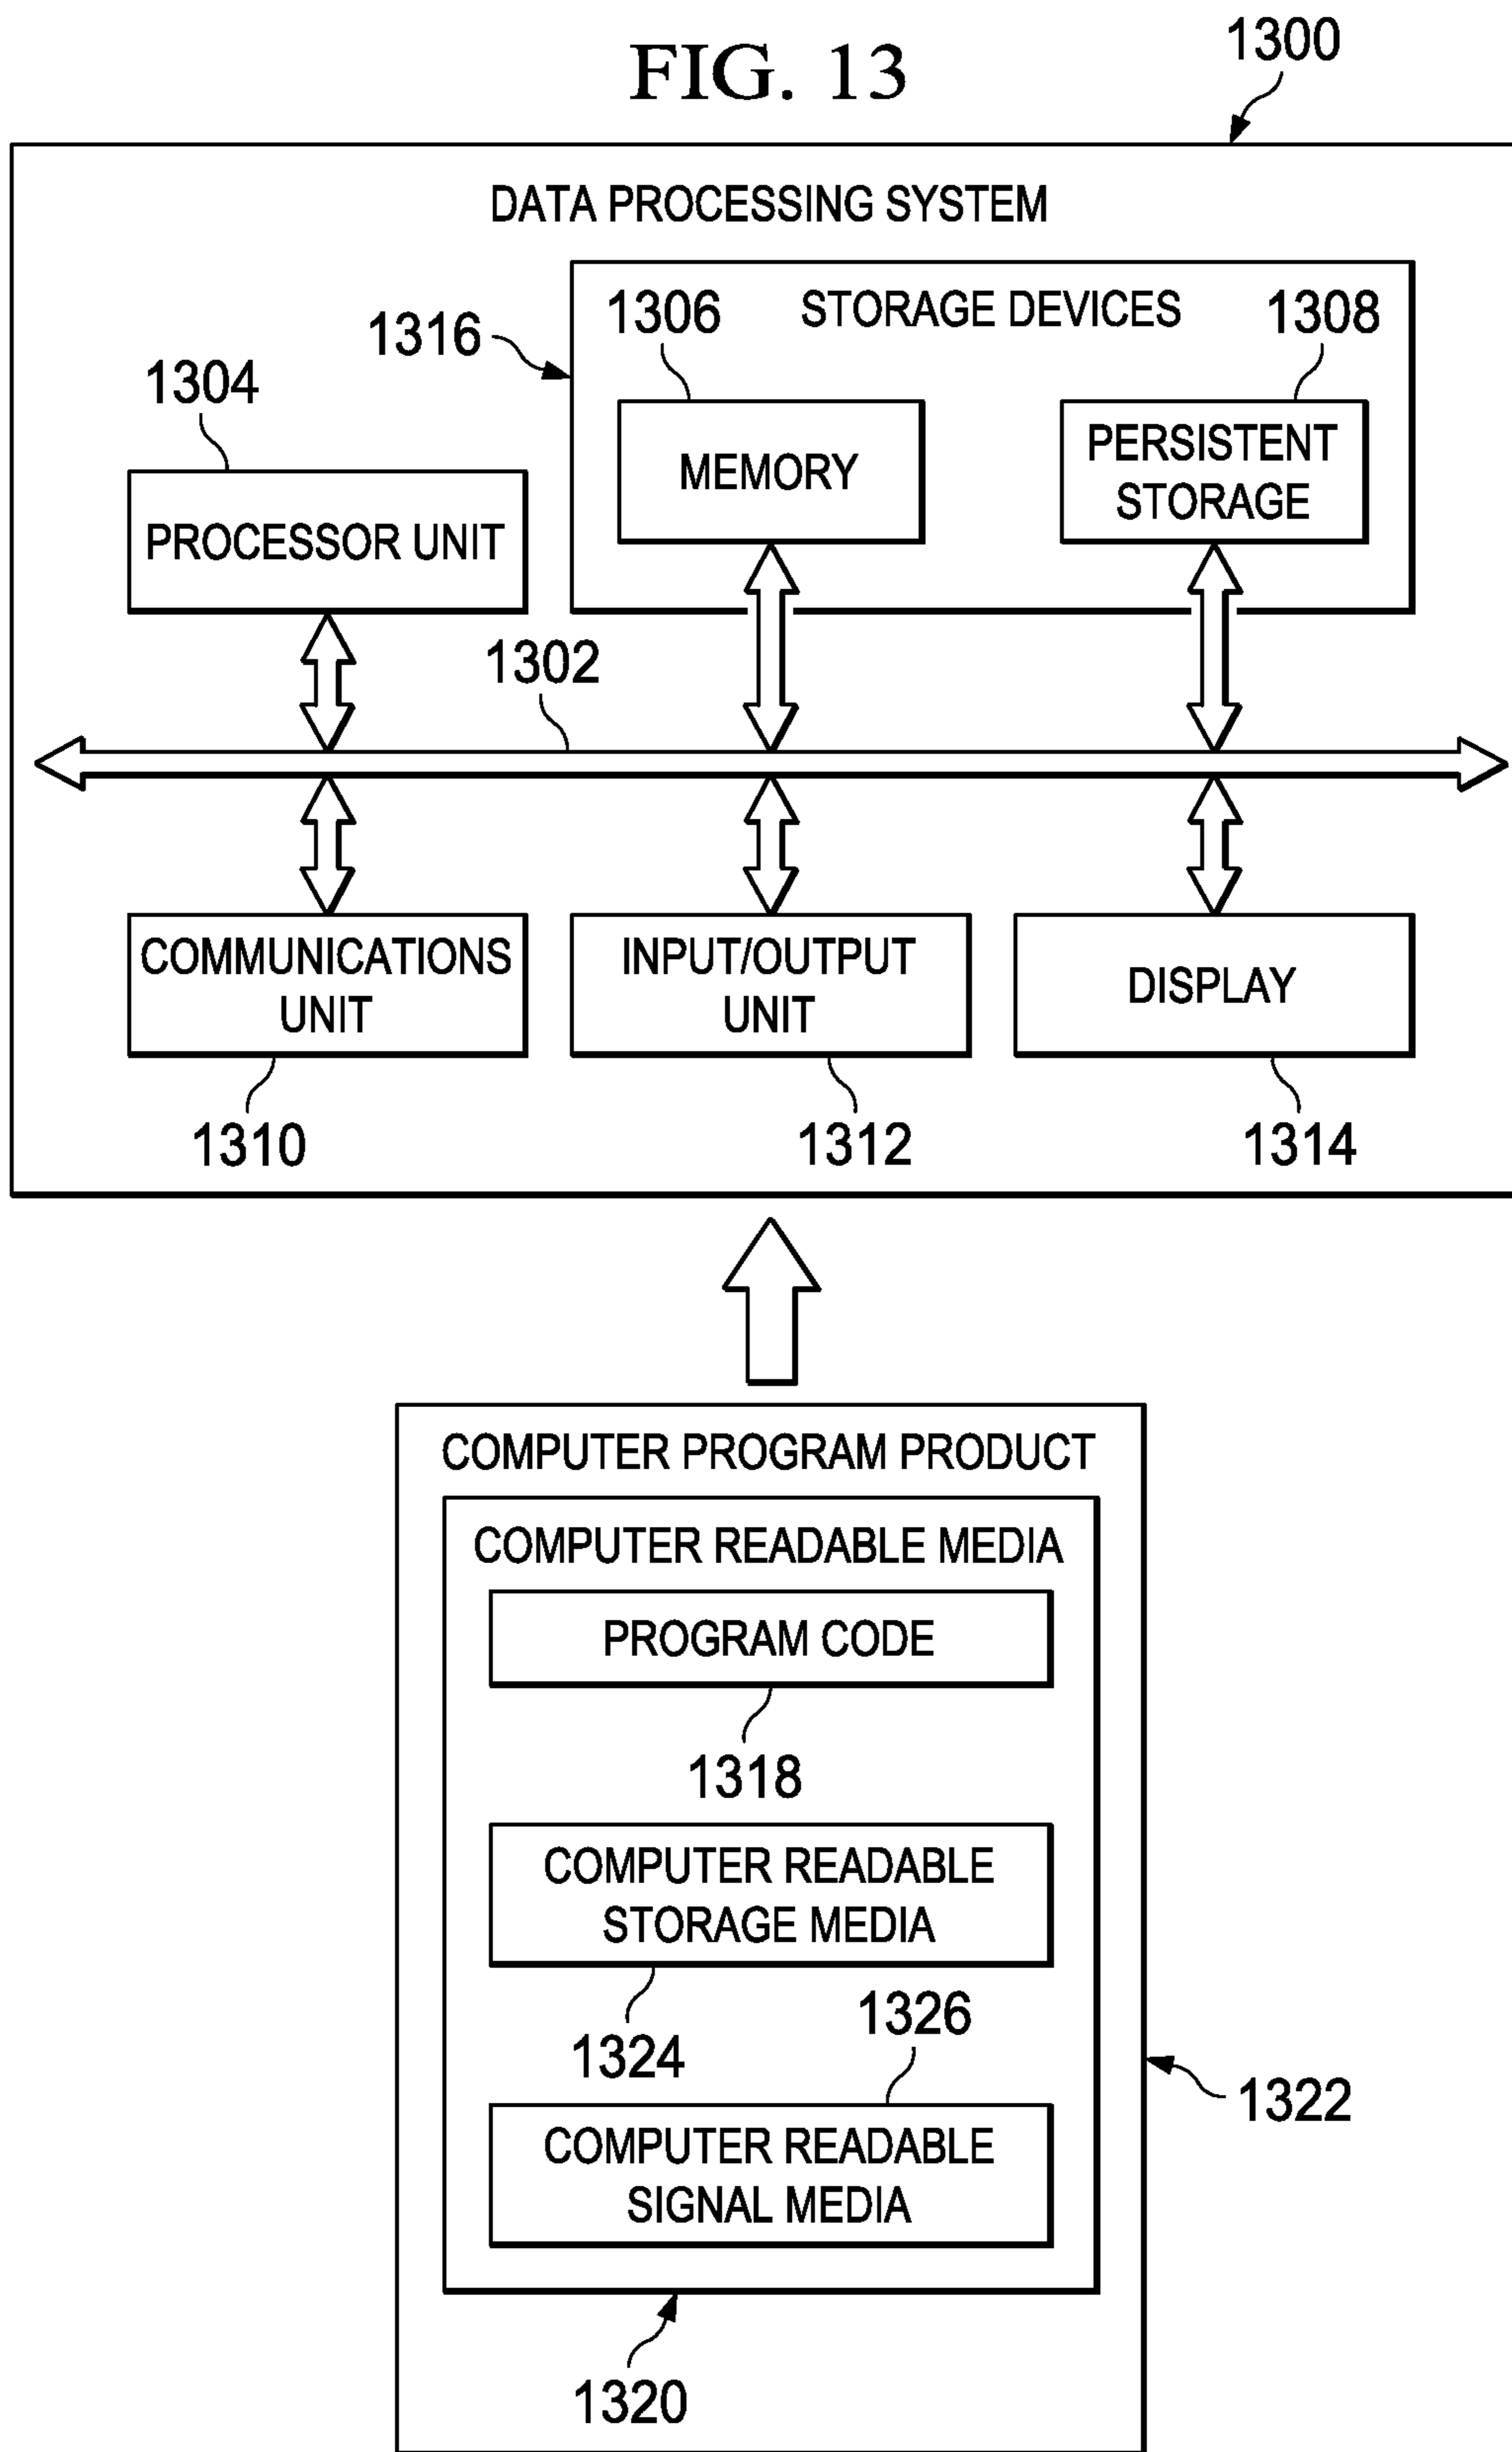 FIG. 13
1300
DATA PROCESSING SYSTEM
1316
1306
STORAGE DEVICES
1308
1304
MEMORY
PERSISTENT
STORAGE
PROCESSOR UNIT
1302
COMMUNICATIONS
UNIT
INPUT/OUTPUT
UNIT
DISPLAY
1310
1312
1314
COMPUTER PROGRAM PRODUCT
COMPUTER READABLE MEDIA
PROGRAM CODE
1318
COMPUTER READABLE
STORAGE MEDIA
1324
1326
1322
COMPUTER READABLE
SIGNAL MEDIA
1320